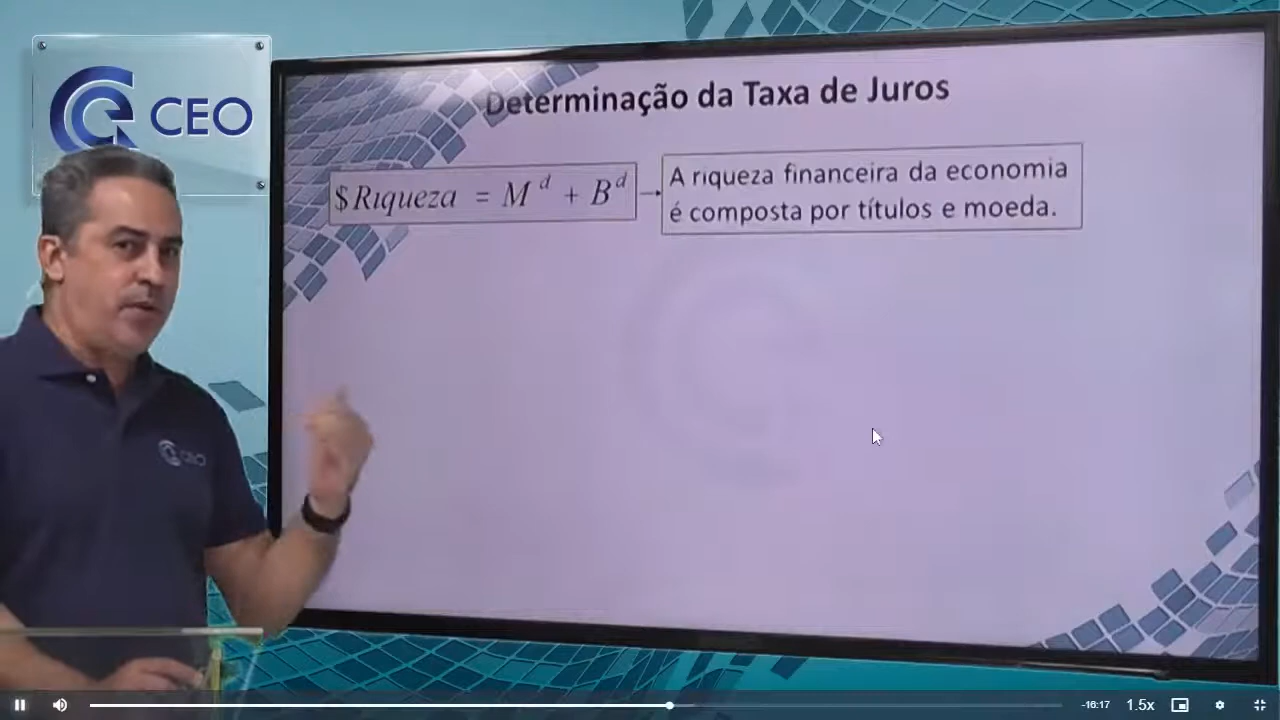 CEO
Determinação da Taxa de Juros
$Riqueza = M^d + B^d
A riqueza financeira da economia
é composta por títulos e moeda.
CEO
-16:17
1.5x